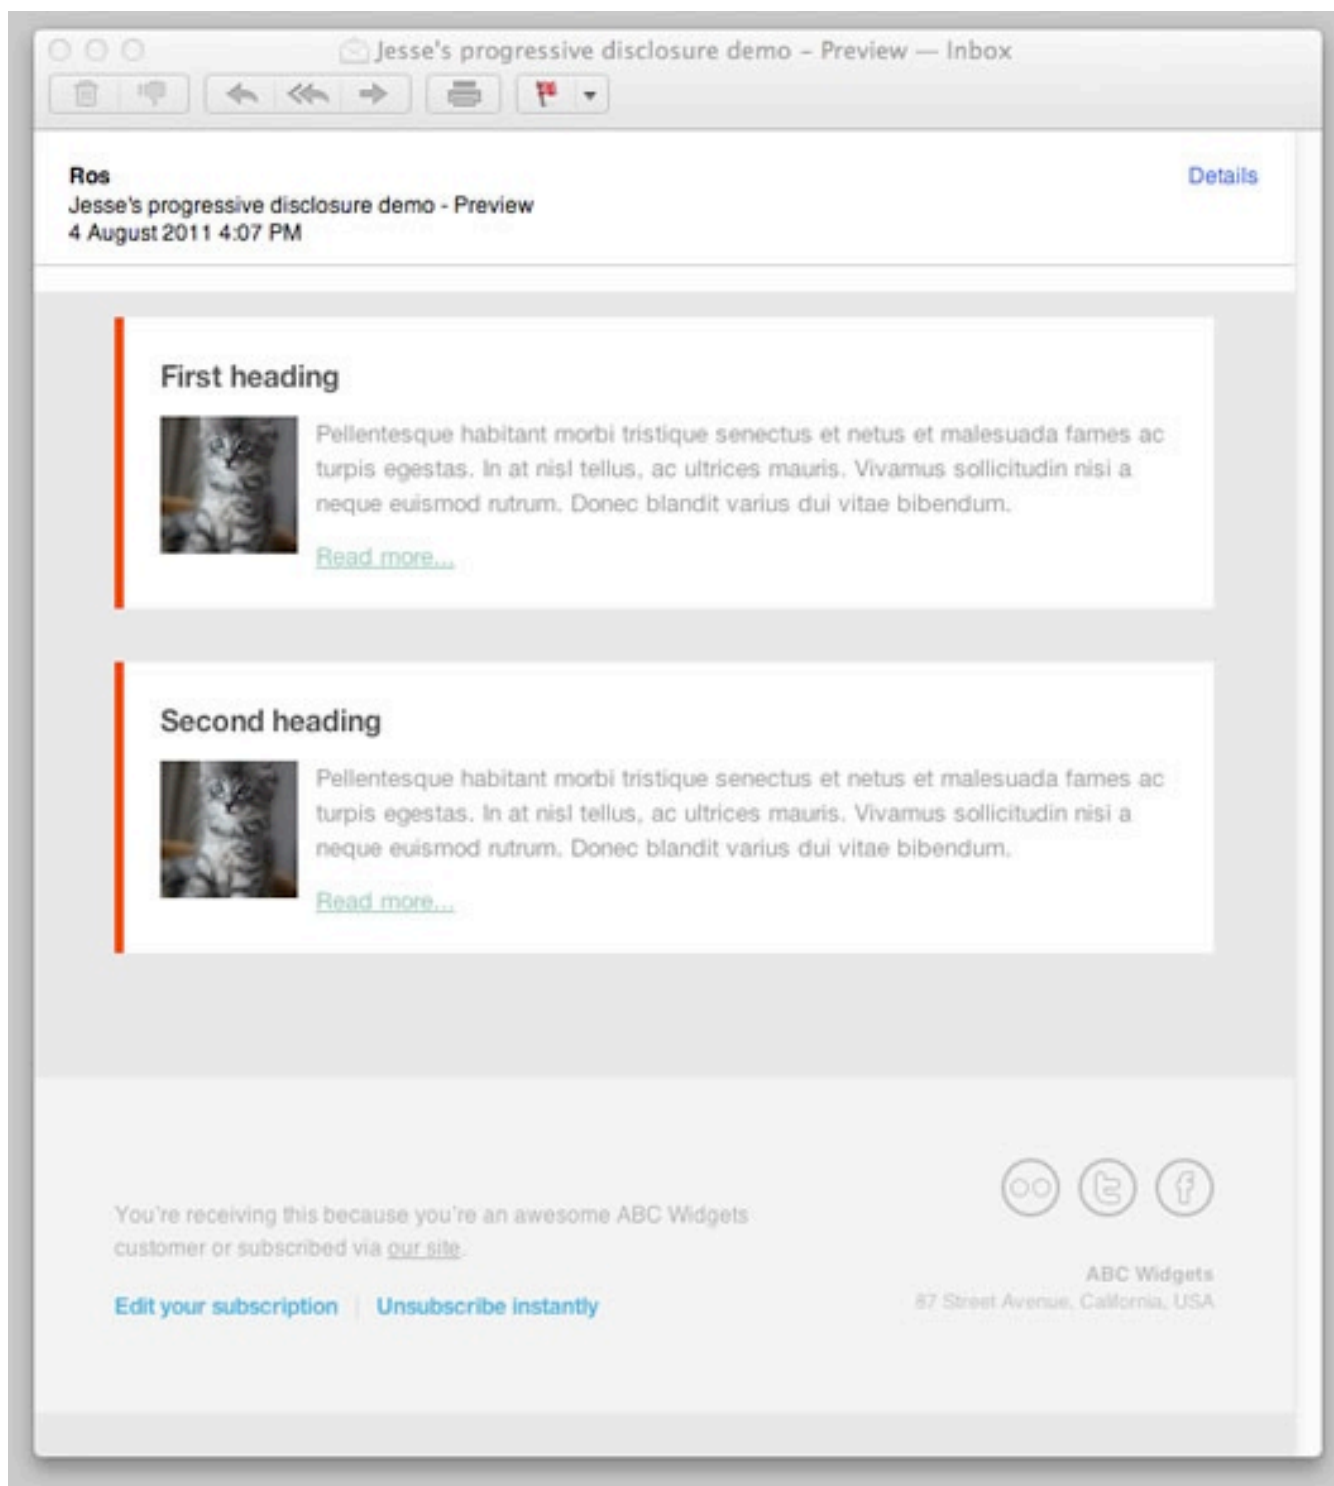 Jesse's progressive disclosure demo – Preview — Inbox
Ros
Details
Jesse's progressive disclosure demo - Preview
4 August 2011 4:07 PM
First heading
Pellentesque habitant morbi tristique senectus et netus et malesuada fames ac
turpis egestas. In at nisl tellus, ac ultrices mauris. Vivamus sollicitudin nisi a
neque euismod rutrum. Donec blandit varius dui vitae bibendum.
Read more...
Second heading
Pellentesque habitant morbi tristique senectus et netus et malesuada fames ac
turpis egestas. In at nisl tellus, ac ultrices mauris. Vivamus sollicitudin nisi a
neque euismod rutrum. Donec blandit varius dui vitae bibendum.
Read more...
You're receiving this because you're an awesome ABC Widgets
customer or subscribed via our site.
Edit your subscription | Unsubscribe instantly
ABC Widgets
87 Street Avenue, California, USA